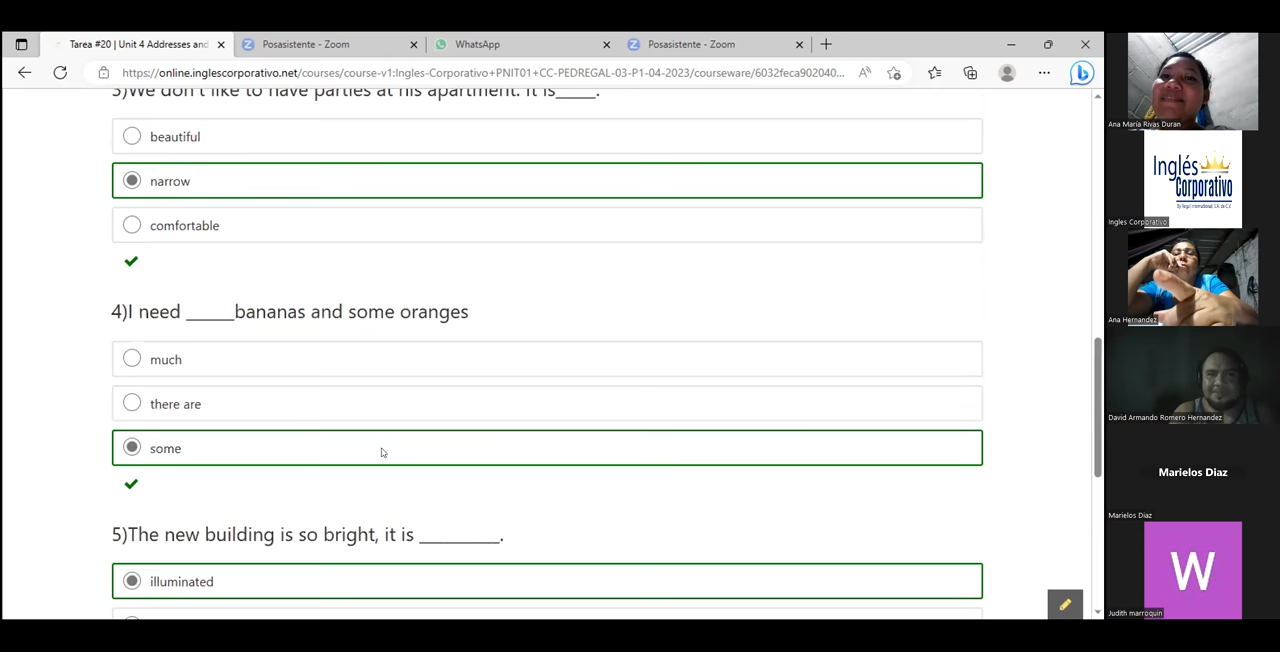 Tarea #20 | Unit 4 Addresses and
Posasistente - Zoom
WhatsApp
Posasistente - Zoom
https://online.inglescorporativo.net/courses/course-v1:Ingles-Corporativo+PNIT01+CC-PEDREGAL-03-P1-04-2023/courseware/6032feca902040...
3)We don't like to have parties at his apartment. It is_____.
beautiful
narrow
comfortable
4)I need _____bananas and some oranges
much
there are
some
5)The new building is so bright, it is ________.
illuminated
Ana María Rivas Duran
Inglés
Corporativo
Ingles Corporativo
Ana Hernandez
David Armando Romero Hernandez
Marielos Diaz
Marielos Diaz
W
Judith marroquin